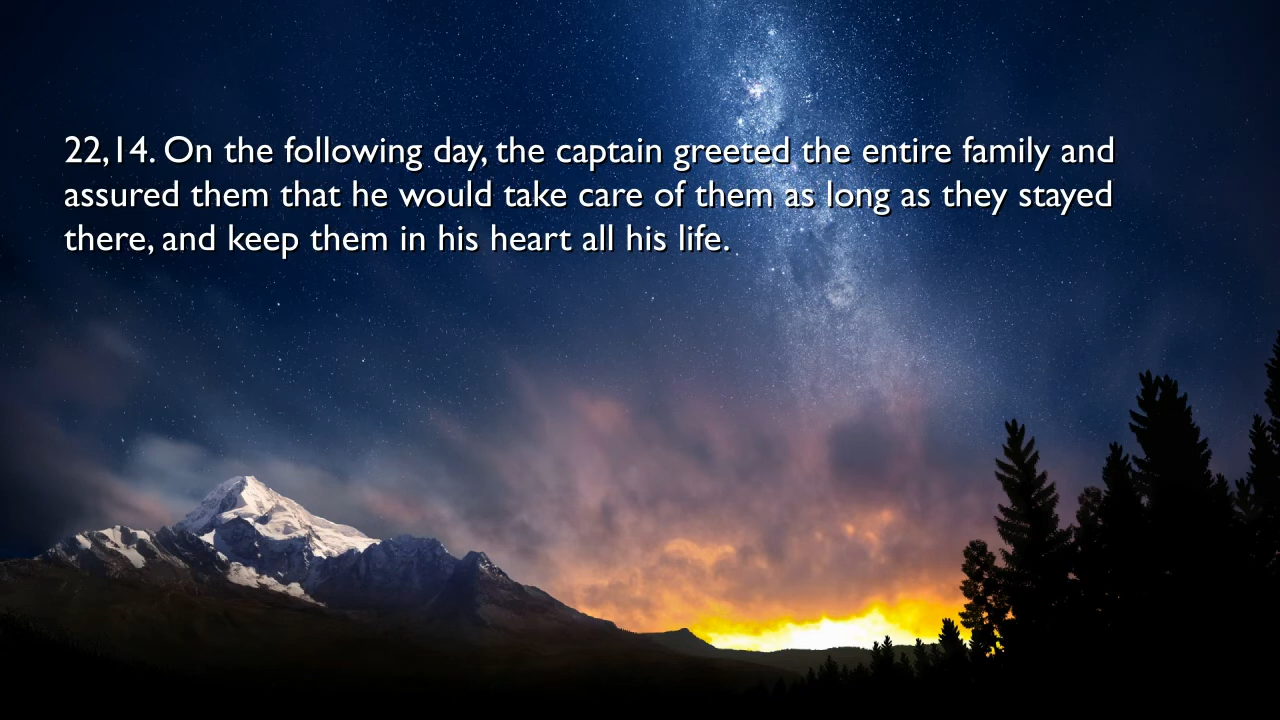 22,14. On the following day, the captain greeted the entire family and
assured them that he would take care of them as long as they stayed
there, and keep them in his heart all his life.